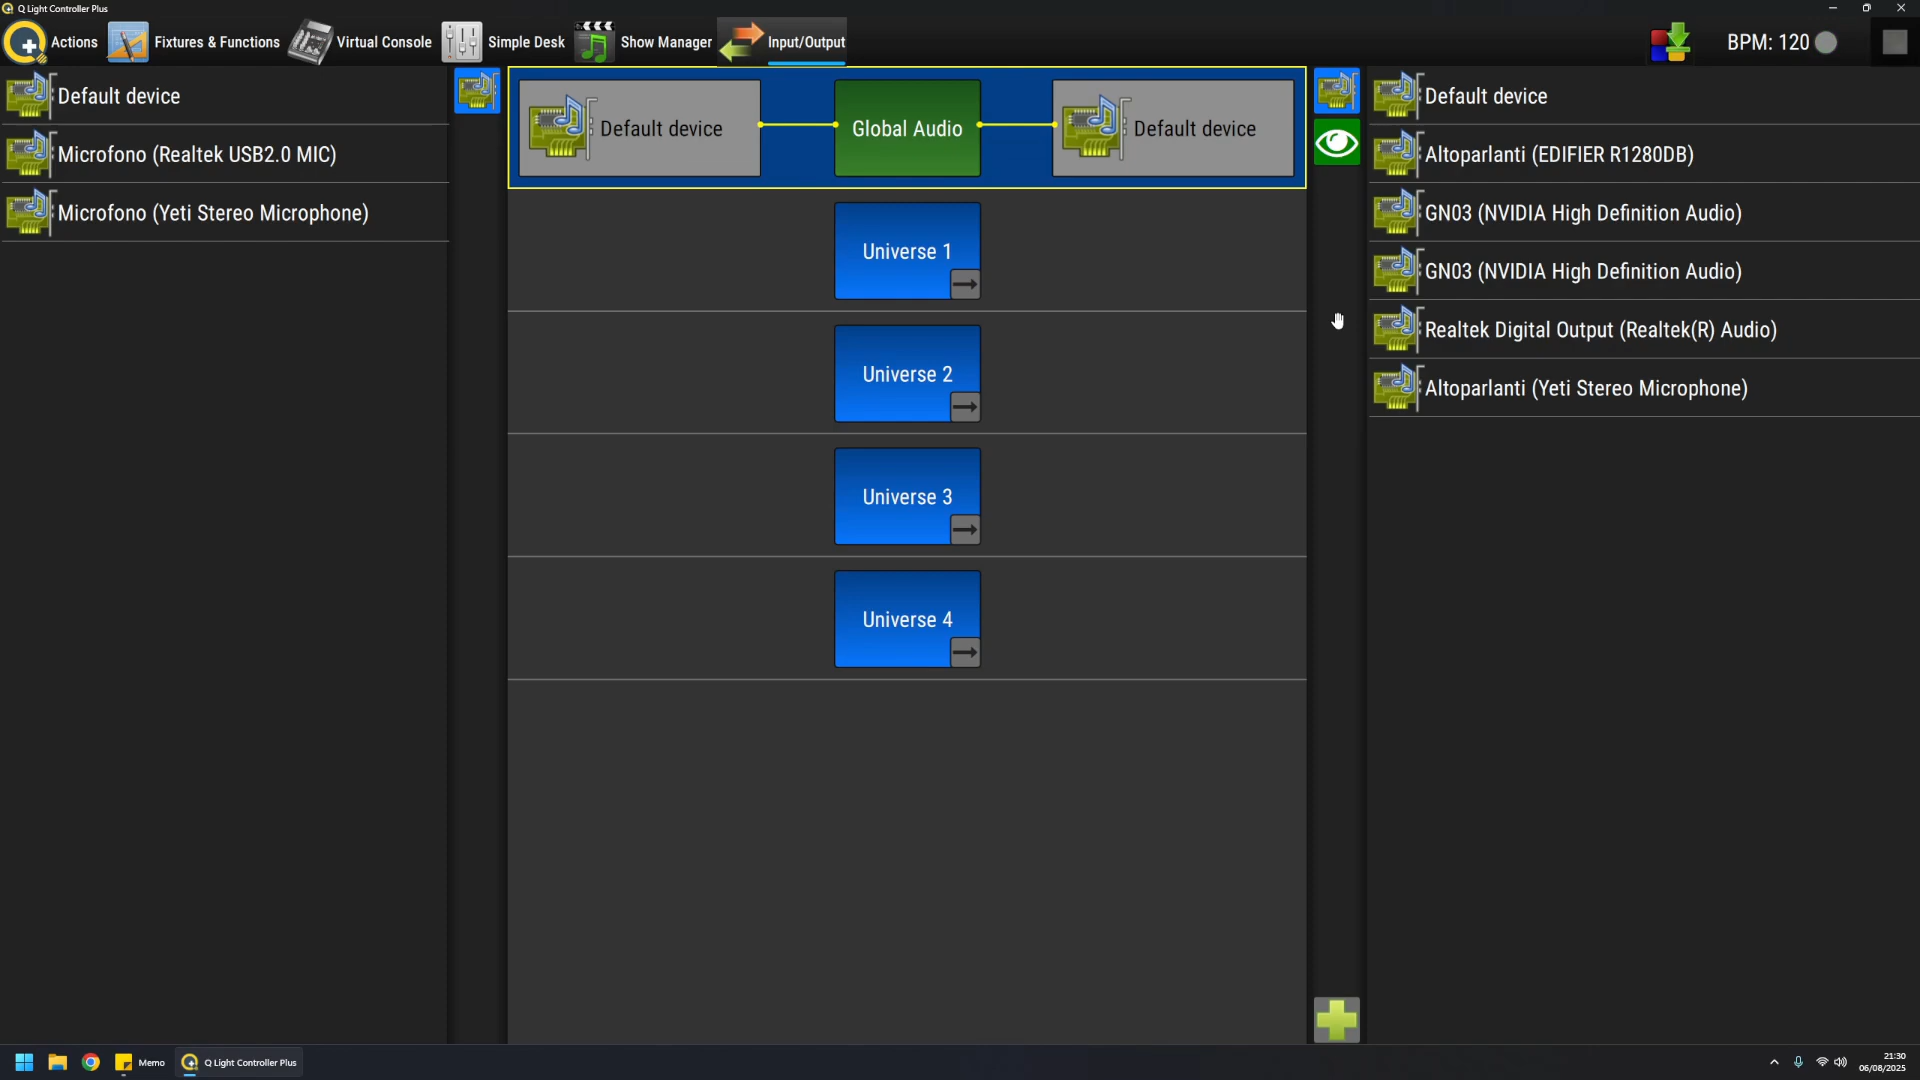 Q Light Controller Plus
Actions
Fixtures & Functions
Virtual Console
Simple Desk
Show Manager
Input/Output
BPM: 120
Default device
Microfono (Realtek USB2.0 MIC)
Microfono (Yeti Stereo Microphone)
Default device
Global Audio
Default device
Universe 1
Universe 2
Universe 3
Universe 4
Default device
Altoparlanti (EDIFIER R1280DB)
GN03 (NVIDIA High Definition Audio)
GN03 (NVIDIA High Definition Audio)
Realtek Digital Output (Realtek(R) Audio)
Altoparlanti (Yeti Stereo Microphone)
Memo
Q Light Controller Plus
21:30
06/08/2025